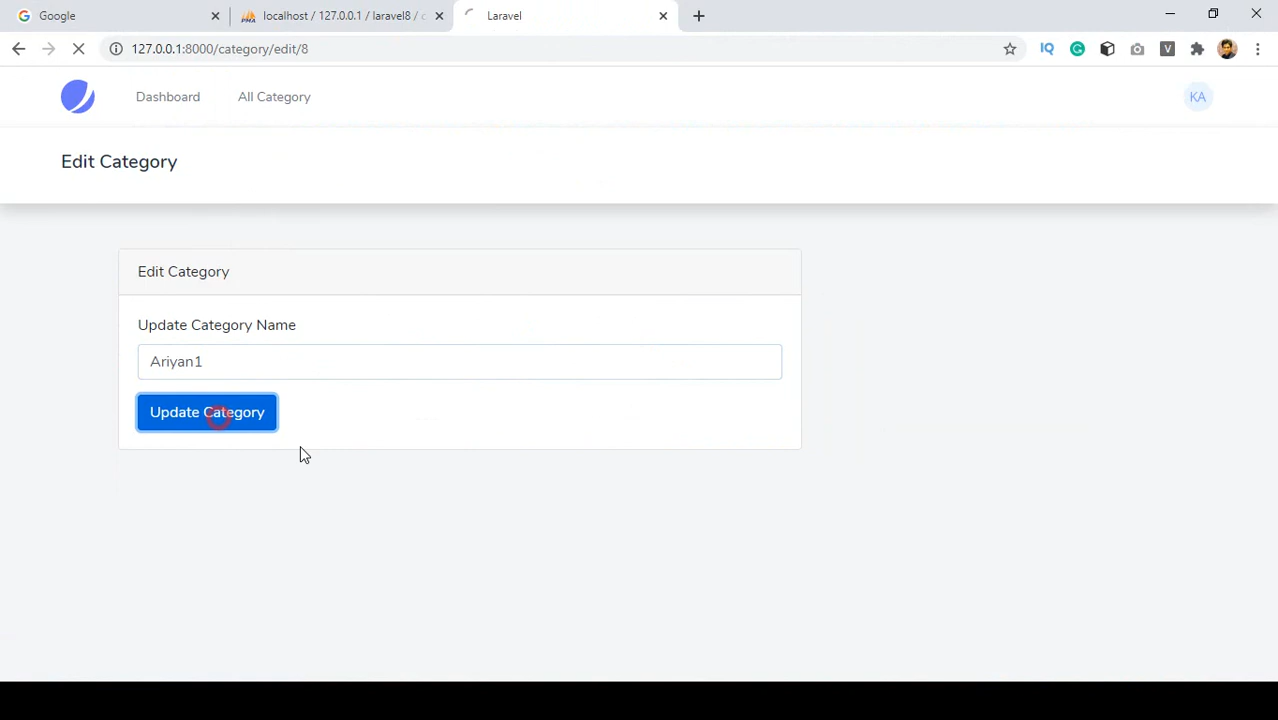 Google
localhost / 127.0.0.1 / laravel8 / c
Laravel
127.0.0.1:8000/category/edit/8
IQ
V
Dashboard
All Category
KA
Edit Category
Edit Category
Update Category Name
Ariyan1
Update Category